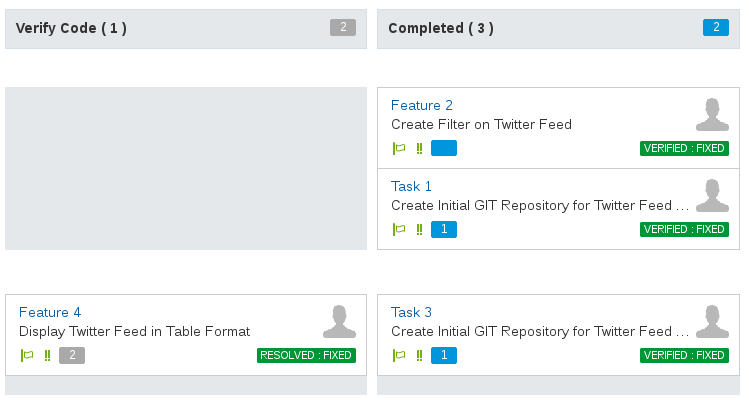 Verify Code ( 1 )
2
Completed ( 3 )
2
Feature 2
Create Filter on Twitter Feed
VERIFIED : FIXED
Task 1
Create Initial GIT Repository for Twitter Feed ...
1
VERIFIED : FIXED
Feature 4
Display Twitter Feed in Table Format
2
RESOLVED : FIXED
Task 3
Create Initial GIT Repository for Twitter Feed ...
1
VERIFIED : FIXED